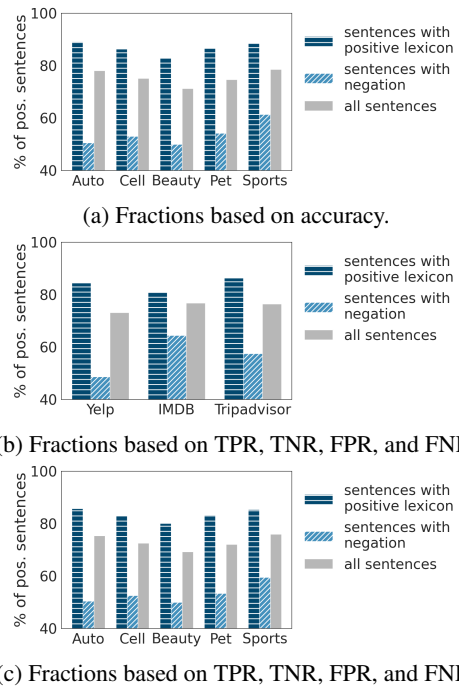 100
80
60
40
% of pos. sentences
Auto Cell Beauty Pet Sports
sentences with
positive lexicon
sentences with
negation
all sentences
(a) Fractions based on accuracy.
100
80
60
40
% of pos. sentences
Yelp IMDB Tripadvisor
sentences with
positive lexicon
sentences with
negation
all sentences
b) Fractions based on TPR, TNR, FPR, and FN
100
80
60
40
% of pos. sentences
Auto Cell Beauty Pet Sports
sentences with
positive lexicon
sentences with
negation
all sentences
c) Fractions based on TPR, TNR, FPR, and FN